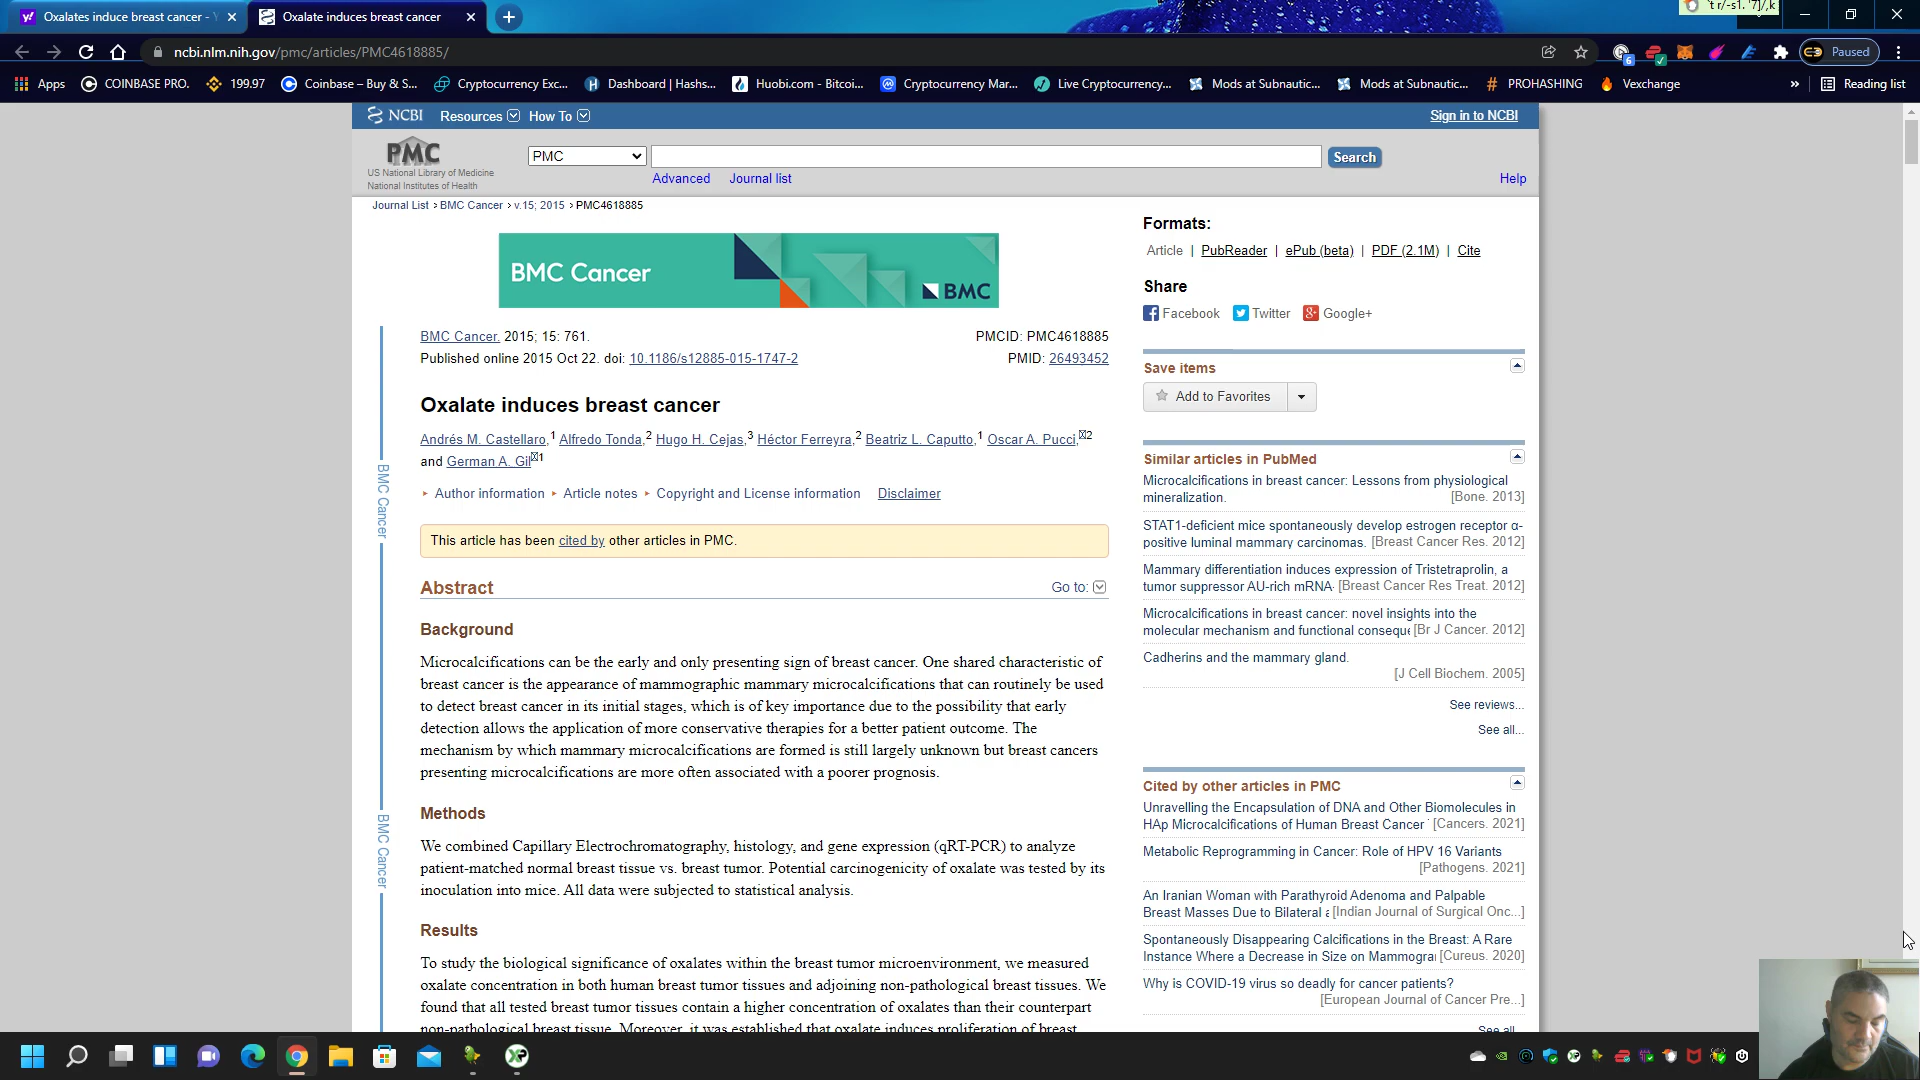 Oxalates induce breast cancer - Y
Oxalate induces breast cancer
ncbi.nlm.nih.gov/pmc/articles/PMC4618885/
Paused
Apps
COINBASE PRO.
199.97
Coinbase – Buy & S...
Cryptocurrency Exc...
Dashboard | Hashs...
Huobi.com - Bitcoi...
Cryptocurrency Mar...
Live Cryptocurrency...
Mods at Subnautic...
Mods at Subnautic...
PROHASHING
Vexchange
»
Reading list
NCBI
Resources
How To
Sign in to NCBI
PMC
US National Library of Medicine
National Institutes of Health
PMC
Search
Advanced
Journal list
Help
Journal List > BMC Cancer > v.15; 2015 > PMC4618885
BMC Cancer
BMC
BMC Cancer. 2015; 15: 761.
PMCID: PMC4618885
Published online 2015 Oct 22. doi: 10.1186/s12885-015-1747-2
PMID: 26493452
Oxalate induces breast cancer
Andrés M. Castellaro,1 Alfredo Tonda,2 Hugo H. Cejas,3 Héctor Ferreyra,2 Beatriz L. Caputto,1 Oscar A. Pucci,2
and German A. Gil1
Author information
Article notes
Copyright and License information
Disclaimer
This article has been cited by other articles in PMC.
Abstract
Go to:
Background
Microcalcifications can be the early and only presenting sign of breast cancer. One shared characteristic of
breast cancer is the appearance of mammographic mammary microcalcifications that can routinely be used
to detect breast cancer in its initial stages, which is of key importance due to the possibility that early
detection allows the application of more conservative therapies for a better patient outcome. The
mechanism by which mammary microcalcifications are formed is still largely unknown but breast cancers
presenting microcalcifications are more often associated with a poorer prognosis.
Methods
We combined Capillary Electrochromatography, histology, and gene expression (qRT-PCR) to analyze
patient-matched normal breast tissue vs. breast tumor. Potential carcinogenicity of oxalate was tested by its
inoculation into mice. All data were subjected to statistical analysis.
Results
To study the biological significance of oxalates within the breast tumor microenvironment, we measured
oxalate concentration in both human breast tumor tissues and adjoining non-pathological breast tissues. We
found that all tested breast tumor tissues contain a higher concentration of oxalates than their counterpart
non-pathological breast tissue. Moreover, it was established that oxalate induces proliferation of breast
BMC Cancer
BMC Cancer
Formats:
Article | PubReader | ePub (beta) | PDF (2.1M) | Cite
Share
Facebook
Twitter
Google+
Save items
Add to Favorites
Similar articles in PubMed
Microcalcifications in breast cancer: Lessons from physiological
mineralization. [Bone. 2013]
STAT1-deficient mice spontaneously develop estrogen receptor α-
positive luminal mammary carcinomas. [Breast Cancer Res. 2012]
Mammary differentiation induces expression of Tristetraprolin, a
tumor suppressor AU-rich mRNA- [Breast Cancer Res Treat. 2012]
Microcalcifications in breast cancer: novel insights into the
molecular mechanism and functional conseque [Br J Cancer. 2012]
Cadherins and the mammary gland.
[J Cell Biochem. 2005]
See reviews...
See all...
Cited by other articles in PMC
Unravelling the Encapsulation of DNA and Other Biomolecules in
HAp Microcalcifications of Human Breast Cancer [Cancers. 2021]
Metabolic Reprogramming in Cancer: Role of HPV 16 Variants
[Pathogens. 2021]
An Iranian Woman with Parathyroid Adenoma and Palpable
Breast Masses Due to Bilateral [Indian Journal of Surgical Onc...]
Spontaneously Disappearing Calcifications in the Breast: A Rare
Instance Where a Decrease in Size on Mammogra [Cureus. 2020]
Why is COVID-19 virus so deadly for cancer patients?
[European Journal of Cancer Pre...]
See all